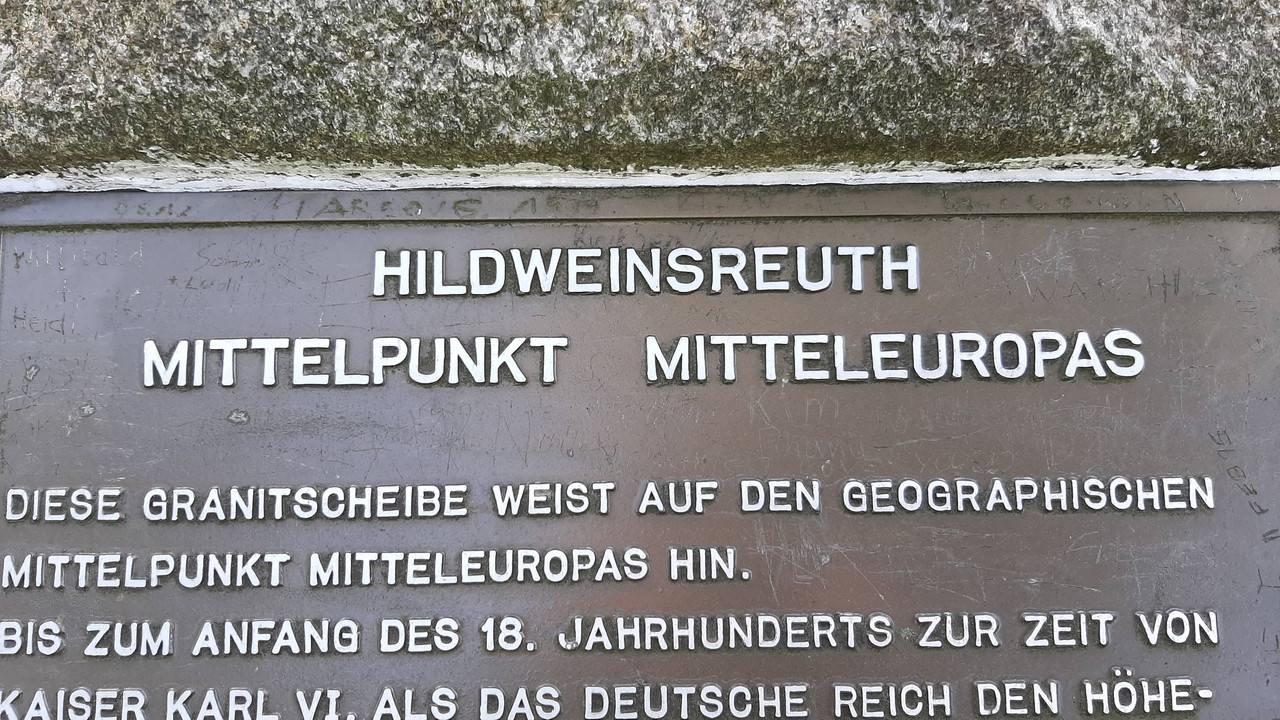 HILDWEINSREUTH
MITTELPUNKT MITTELEUROPAS
DIESE GRANITSCHEIBE WEIST AUF DEN GEOGRAPHISCHEN
MITTELPUNKT MITTELEUROPAS HIN.
BIS ZUM ANFANG DES 18. JAHRHUNDERTS ZUR ZEIT VON
KAISER KARL VI. ALS DAS DEUTSCHE REICH DEN HÖHE-